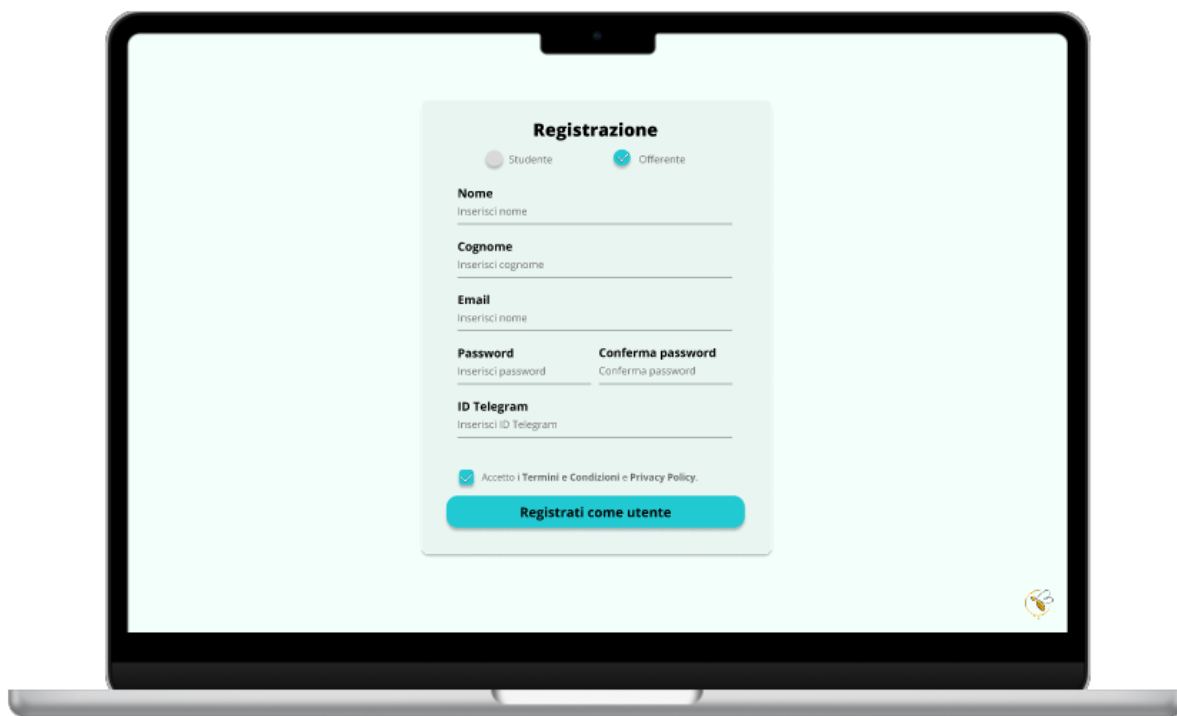 Registrazione
Studente Offerente
Nome
Inserisci nome
Cognome
Inserisci cognome
Email
Inserisci nome
Password Conferma password
Inserisci password Conferma password
ID Telegram
Inserisci ID Telegram
Accetto i Termini e Condizioni e Privacy Policy.
Registrati come utente